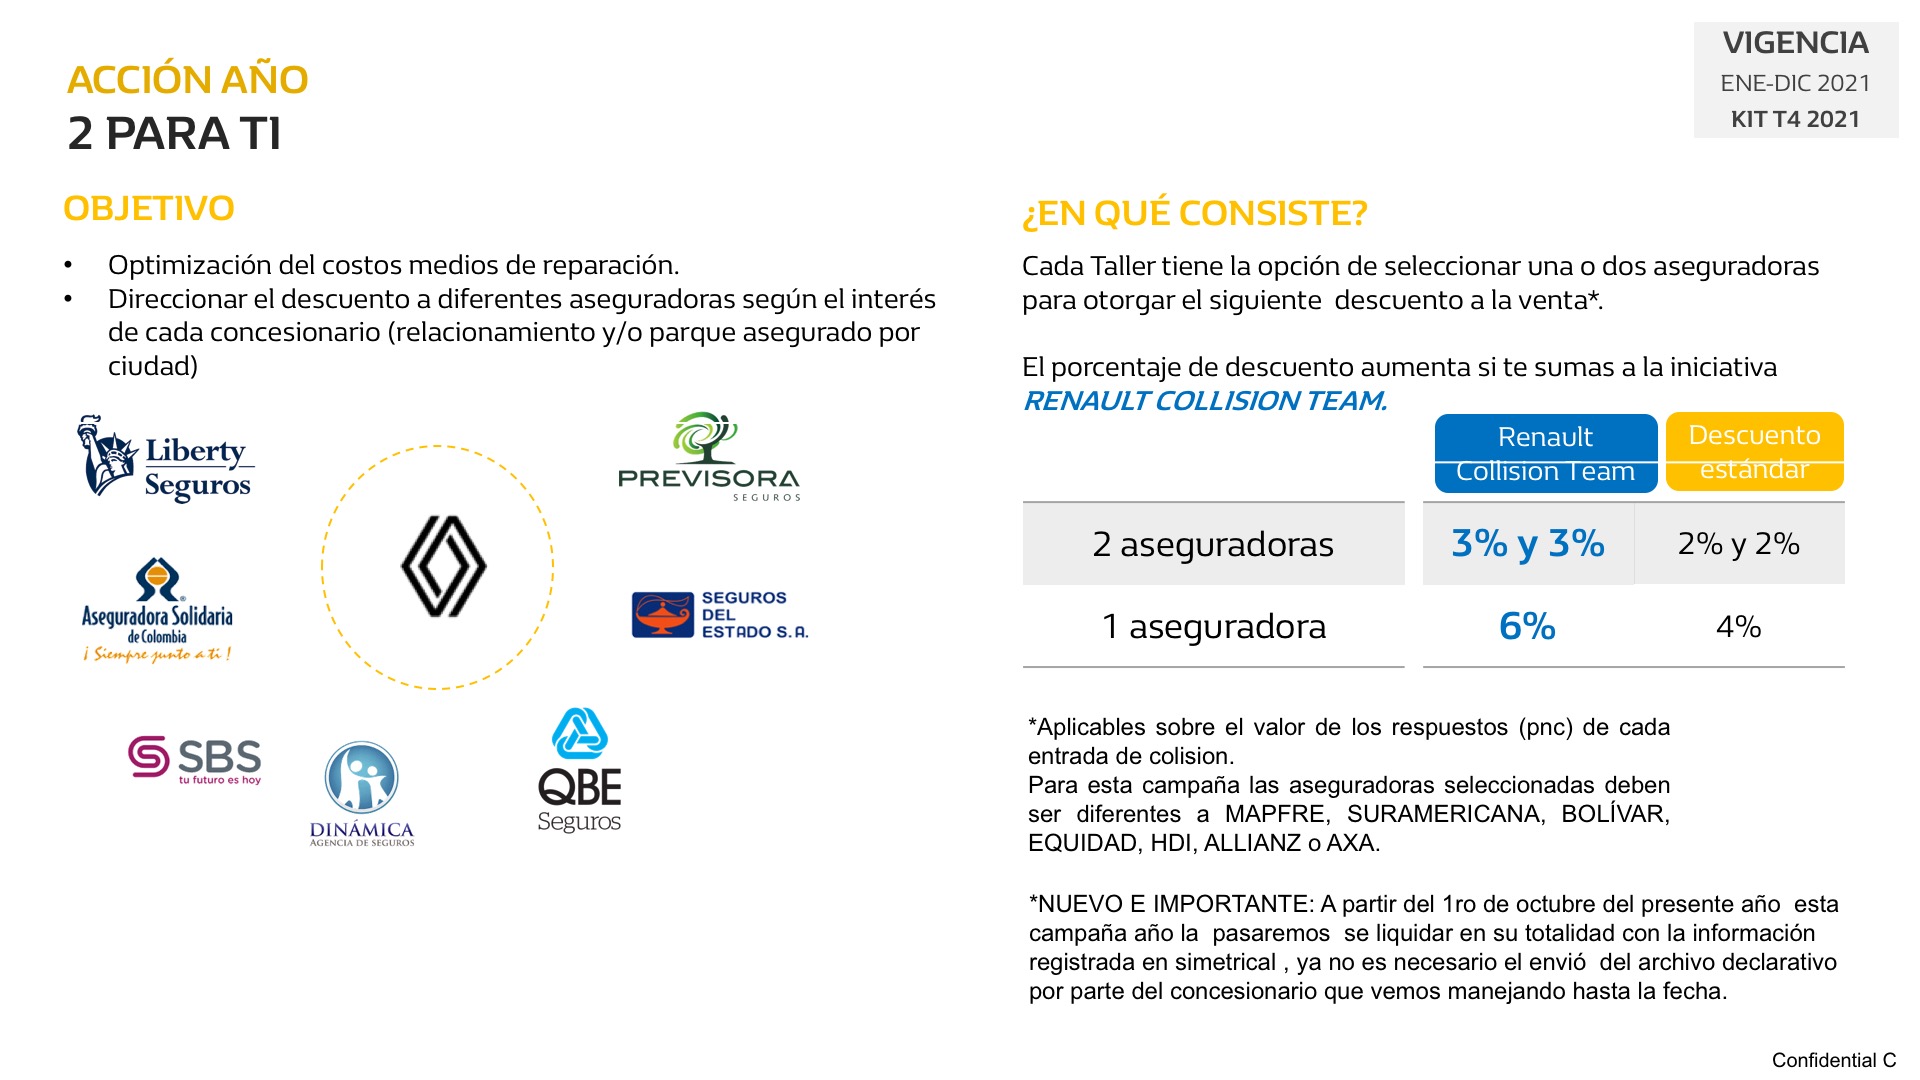 ACCIÓN AÑO
2 PARA TI
VIGENCIA
ENE-DIC 2021
KIT T4 2021
OBJETIVO
• Optimización del costos medios de reparación.
• Direccionar el descuento a diferentes aseguradoras según el interés
de cada concesionario (relacionamiento y/o parque asegurado por
ciudad)
Liberty
Seguros
PREVISORA
SEGUROS
Aseguradora Solidaria
de Colombia
¡Siempre junto a ti!
SEGUROS
DEL
ESTADO S.A.
SBS
tu futuro es hoy
DINÁMICA
AGENCIA DE SEGUROS
QBE
Seguros
¿EN QUÉ CONSISTE?
Cada Taller tiene la opción de seleccionar una o dos aseguradoras
para otorgar el siguiente descuento a la venta*.
El porcentaje de descuento aumenta si te sumas a la iniciativa
RENAULT COLLISION TEAM.
Renault
Collision Team
Descuento
estándar
2 aseguradoras 3% y 3% 2% y 2%
1 aseguradora 6% 4%
*Aplicables sobre el valor de los respuestos (pnc) de cada
entrada de colision.
Para esta campaña las aseguradoras seleccionadas deben
ser diferentes a MAPFRE, SURAMERICANA, BOLÍVAR,
EQUIDAD, HDI, ALLIANZ o AXA.
*NUEVO E IMPORTANTE: A partir del 1ro de octubre del presente año esta
campaña año la pasaremos se liquidar en su totalidad con la información
registrada en simetrical , ya no es necesario el envió del archivo declarativo
por parte del concesionario que vemos manejando hasta la fecha.
Confidential C